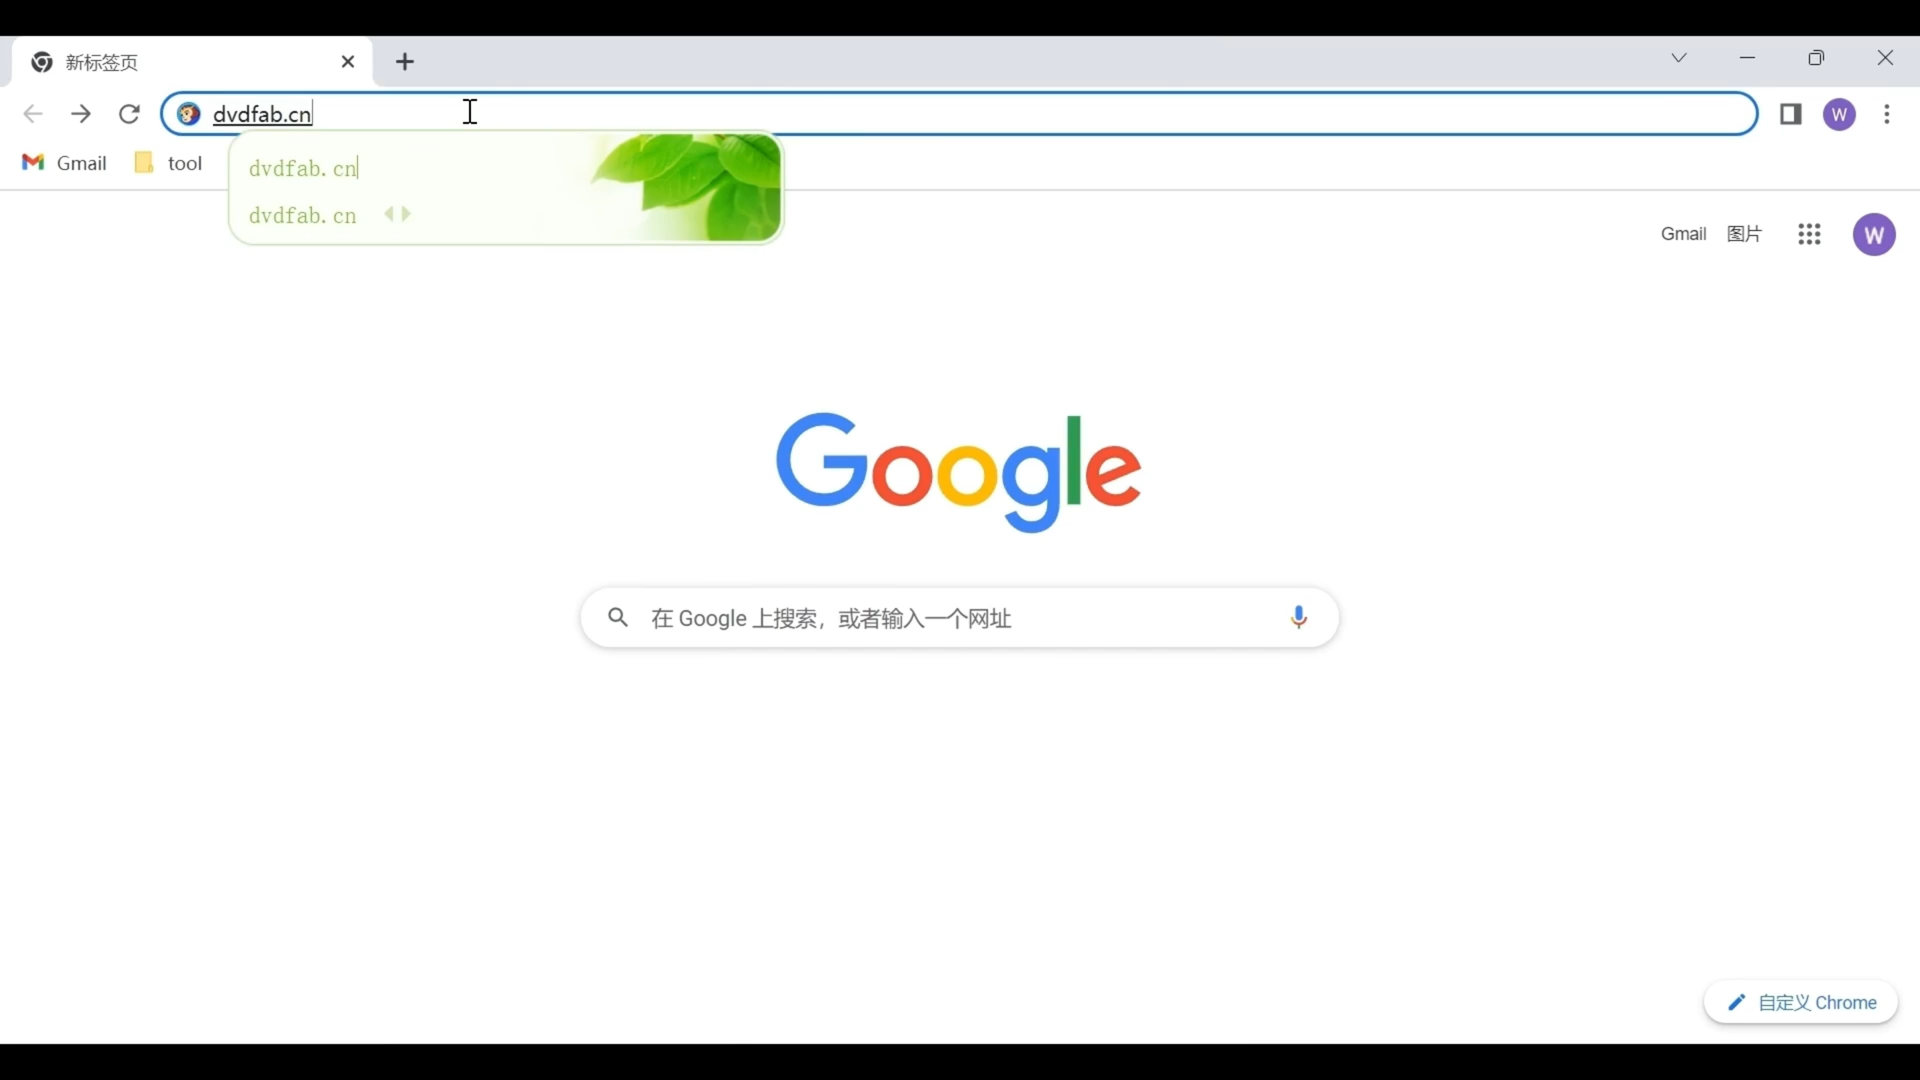 新标签页
dvdfab.cn
Gmail
tool
dvdfab.cn
dvdfab.cn
Gmail
图片
W
W
Google
在 Google 上搜索，或者输入一个网址
自定义 Chrome